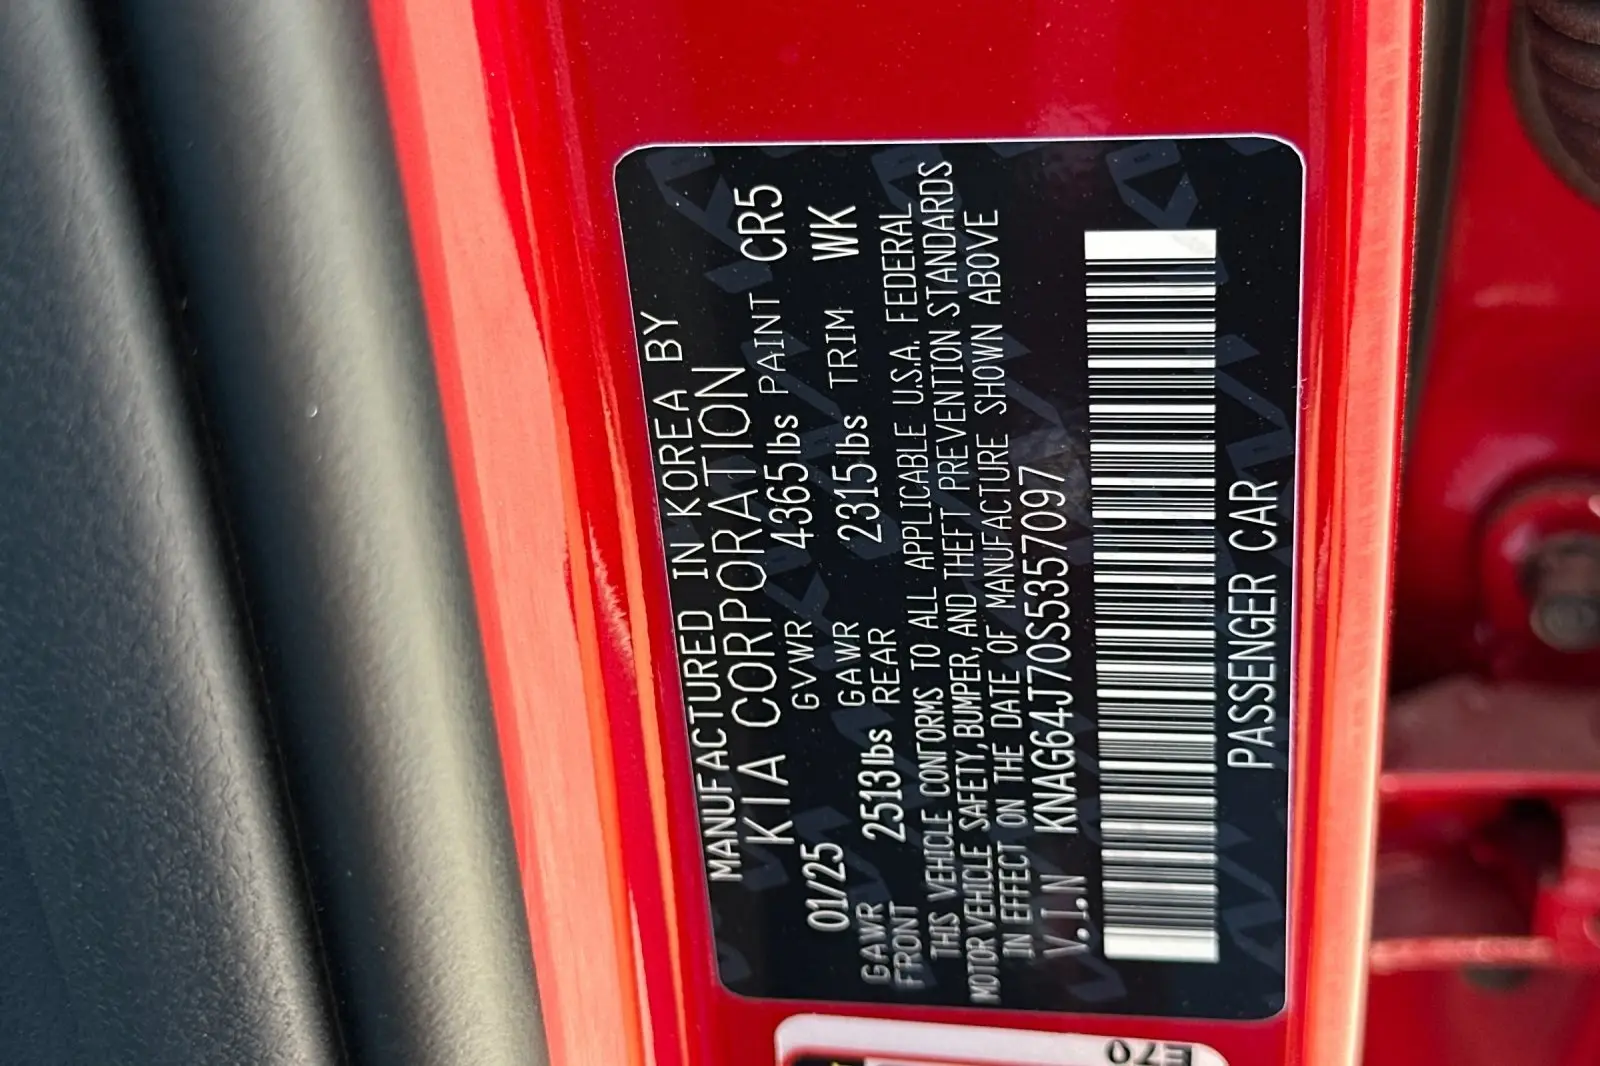 MANUFACTURED IN KOREA BY
KIA CORPORATION
01/25 GVWR 4365lbs PAINT CR5
GAWR FRONT 2513lbs GAWR REAR 2315lbs TRIM WK
THIS VEHICLE CONFORMS TO ALL APPLICABLE U.S.A. FEDERAL
MOTOR VEHICLE SAFETY, BUMPER, AND THEFT PREVENTION STANDARDS
IN EFFECT ON THE DATE OF MANUFACTURE SHOWN ABOVE
V.I.N KNAG64J70S5357097
PASSENGER CAR
E70